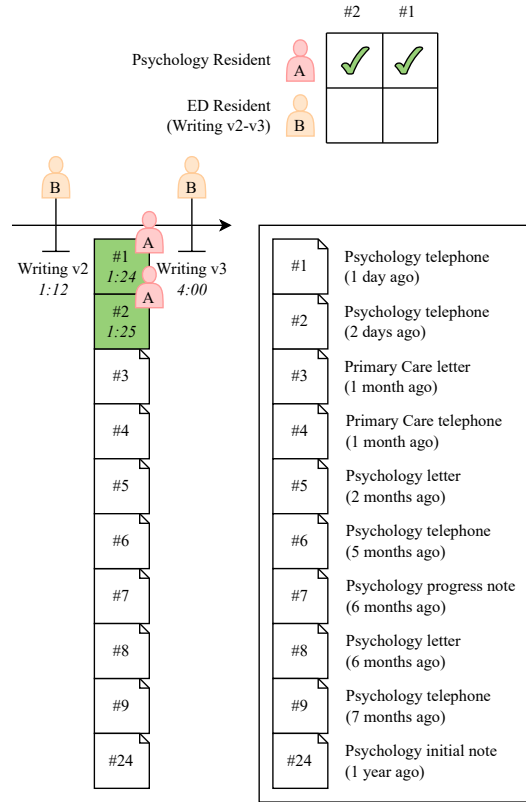 #2 #1
Psychology Resident
A
ED Resident
(Writing v2-v3)
B
B
B
A
Writing v2
1:12
#1
1:24
Writing v3
4:00
A
#2
1:25
#3
#4
#5
#6
#7
#8
#9
#24
#1
Psychology telephone
(1 day ago)
#2
Psychology telephone
(2 days ago)
#3
Primary Care letter
(1 month ago)
#4
Primary Care telephone
(1 month ago)
#5
Psychology letter
(2 months ago)
#6
Psychology telephone
(5 months ago)
#7
Psychology progress note
(6 months ago)
#8
Psychology letter
(6 months ago)
#9
Psychology telephone
(7 months ago)
#24
Psychology initial note
(1 year ago)